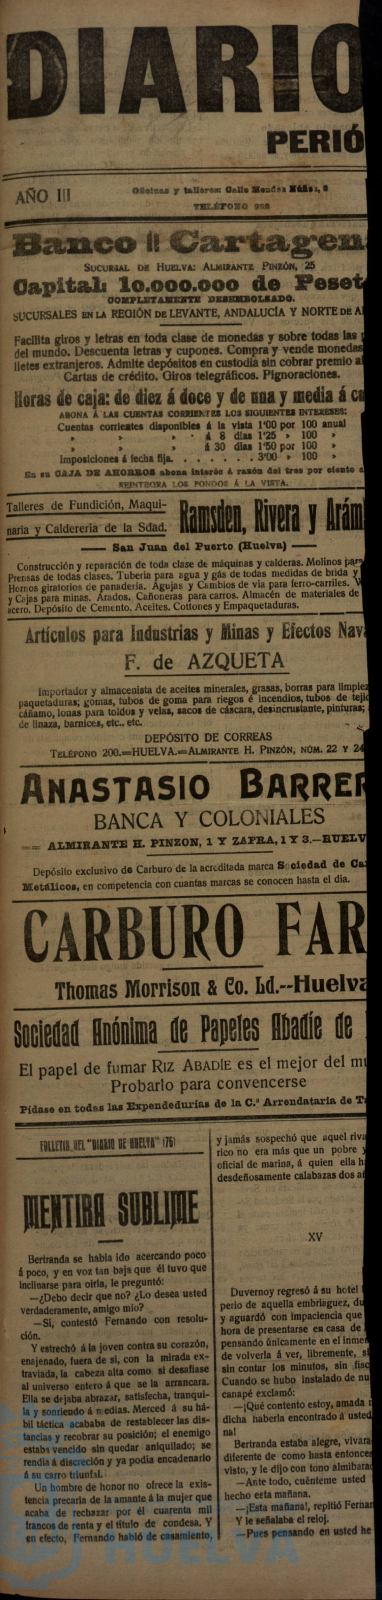 DIARIO
PERIÓ
AÑO III
Oficinas y talleres: Calle Mendez Núñez, 8
TELÉFONO
Banco de Cartagen
SUCURSAL DE HUELVA: ALMIRANTE PINZÓN, 25
Capital: 10.000.000 de Peset
COMPLETAMENTE DESEMBOLSADO.
SUCURSALES EN LA REGIÓN DE LEVANTE, ANDALUCÍA Y NORTE DE A
Facilita giros y letras en toda clase de monedas y sobre todas las
del mundo. Descuenta letras y cupones. Compra y vende monedas
lletes extranjeros. Admite depósitos en custodia sin cobrar premio a
Cartas de crédito. Giros telegráficos. Pignoraciones.
Horas de caja: de diez á doce y de una y media á c
ABONA Á LAS CUENTAS CORRIENTES LOS SIGUIENTES INTERESES:
Cuentas corrientes disponibles á la vista 1'00 por 100 anual
» » » á 8 dias 1'25 » 100 »
» » » á 30 dias 1'50 por 100 »
Imposiciones á fecha fija. . . . . . . 3'00 » 100 »
En su CAJA DE AHORROS abona interés á razón del tres por ciento a
REINTEGRA LOS FONDOS Á LA VISTA.
Talleres de Fundición, Maqui-
naria y Caldereria de la Sdad.
Ramsden, Rivera y Arám
San Juan del Puerto (Huelva)
Construcción y reparación de toda clase de máquinas y calderas. Molinos para
Prensas de todas clases. Tuberia para agua y gás de todas medidas de brida y
Hornos giratorios de panaderia. Agujas y Cambios de via para ferro-carriles. V
y Cajas para minas. Arados. Cañoneras para carros. Almacén de materiales de
acero. Depósito de Cemento. Aceites. Cottones y Empaquetaduras.
Artículos para Industrias y Minas y Efectos Nav
F. de AZQUETA
Importador y almacenista de aceites minerales, grasas, borras para limpie
paquetaduras; gomas, tubos de goma para riegos é incendios, tubos de teji
cáñamo, lonas para toldos y velas, sacos de cáscara, desincrustante, pinturas;
de linaza, barnices, etc., etc.
DEPÓSITO DE CORREAS
TELÉFONO 200.=HUELVA.=ALMIRANTE H. PINZÓN, NÚM. 22 Y 24
ANASTASIO BARRER
BANCA Y COLONIALES
ALMIRANTE H. PINZON, 1 Y ZAFRA, 1 Y 3.—HUELV
Depósito exclusivo de Carburo de la acreditada marca Sociedad de Ca
Metálicos, en competencia con cuantas marcas se conocen hasta el dia.
CARBURO FAR
Thomas Morrison & Co. Ld.--Huelva
Sociedad Anónima de Papeles Abadíe de
El papel de fumar RIZ ABADÍE es el mejor del m
Probarlo para convencerse
Pidase en todas las Expendedurías de la C.ª Arrendataria de T
FOLLETIN DEL "DIARIO DE HUELVA" (75)
MENTIRA SUBLIME
Bertranda se habia ido acercando poco
á poco, y en voz tan baja que él tuvo que
inclinarse para oirla, le preguntó:
—¿Debo decir que no? ¿Lo desea usted
verdaderamente, amigo mio?
—Si, contestó Fernando con resolu-
ción.
Y estrechó á la joven contra su corazón,
enajenado, fuera de si, con la mirada ex-
traviada, la cabeza alta como si desafiase
al universo entero á que se la arrancara.
Ella se dejaba abrazar, satisfecha, tranqui-
la y sonriendo á medias. Merced á su há-
bil táctica acababa de restablecer las dis-
tancias y recobrar su posición; el enemigo
estaba vencido sin quedar aniquilado; se
rendia á discreción y ya podía encadenarlo
á su carro triunfal.
Un hombre de honor no ofrece la exis-
tencia precaria de la amante á la mujer que
acaba de rechazar por él cuarenta mil
francos de renta y el título de condesa. Y
en efecto, Fernando habló de casamiento,
y jamás sospechó que aquel riva
rico no era más que un pobre y
oficial de marina, á quien ella h
desdeñosamente calabazas dos a
XV
Duvernoy regresó á su hotel
perio de aquella embriaguez, du
y aguardó con impaciencia que
hora de presentarse en casa de
pensando únicamente en el inme
de volverla á ver, libremente, s
sin contar los minutos, sin fisc
Cuando se hubo instalado de nu
canapé exclamó:
—¡Qué contento estoy, amada
dicha haberla encontrado á usted
na!
Bertranda estaba alegre, vivara
diferente de como hasta entonces
visto, y le dijo con tono almibara
—Ante todo, cuénteme usted
hecho esta mañana.
—¡Esta mañana!, repitió Fernan
Y le señalaba el reloj.
—Pues pensando en usted he
HUELVA